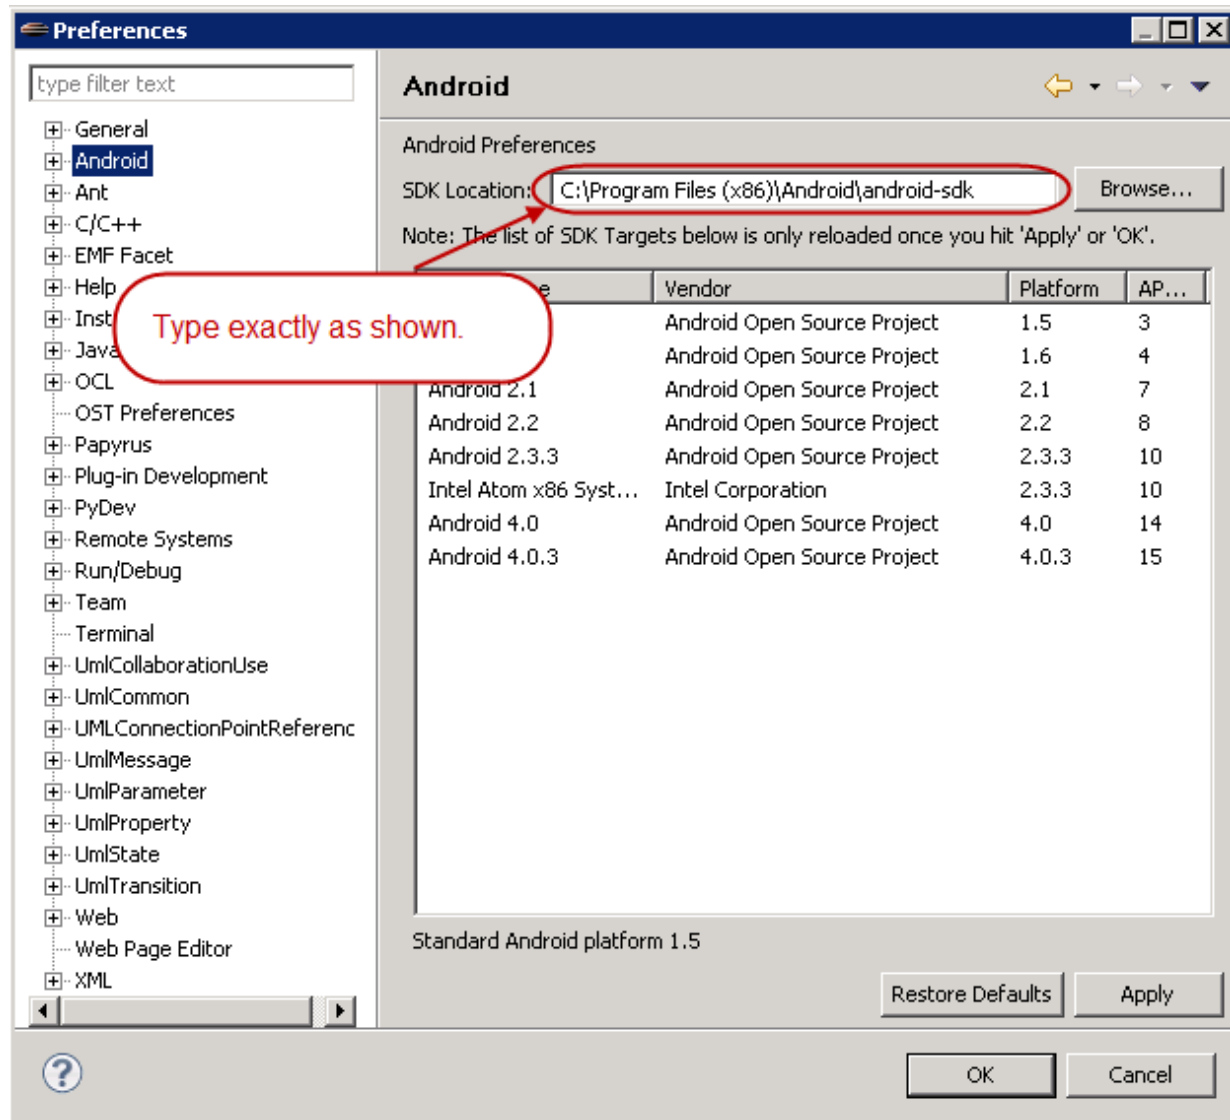 Preferences
type filter text
General
Android
Ant
C/C++
EMF Facet
Help
Inst
Java
OCL
OST Preferences
Papyrus
Plug-in Development
PyDev
Remote Systems
Run/Debug
Team
Terminal
UmlCollaborationUse
UmlCommon
UMLConnectionPointReferenc
UmlMessage
UmlParameter
UmlProperty
UmlState
UmlTransition
Web
Web Page Editor
XML
Android
Android Preferences
SDK Location: C:\Program Files (x86)\Android\android-sdk Browse...
Note: The list of SDK Targets below is only reloaded once you hit 'Apply' or 'OK'.
Type exactly as shown.
e Vendor Platform AP...
Android Open Source Project 1.5 3
Android Open Source Project 1.6 4
Android 2.1 Android Open Source Project 2.1 7
Android 2.2 Android Open Source Project 2.2 8
Android 2.3.3 Android Open Source Project 2.3.3 10
Intel Atom x86 Syst... Intel Corporation 2.3.3 10
Android 4.0 Android Open Source Project 4.0 14
Android 4.0.3 Android Open Source Project 4.0.3 15
Standard Android platform 1.5
Restore Defaults Apply
? OK Cancel